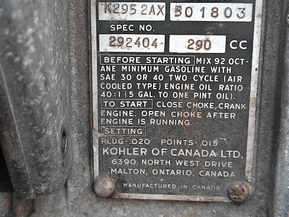 K295 2AX 301803
SPEC NO.
292404- 290 CC
BEFORE STARTING MIX 92 OCT-
ANE MINIMUM GASOLINE WITH
SAE 30 OR 40 TWO CYCLE (AIR
COOLED TYPE) ENGINE OIL RATIO
40:1 (5 GAL TO ONE PINT OIL).
TO START CLOSE CHOKE, CRANK
ENGINE. OPEN CHOKE AFTER
ENGINE IS RUNNING.
SETTING
PLUG .020 POINTS .015
KOHLER OF CANADA LTD.
6390 NORTH WEST DRIVE
MALTON, ONTARIO, CANADA
MANUFACTURED IN CANADA